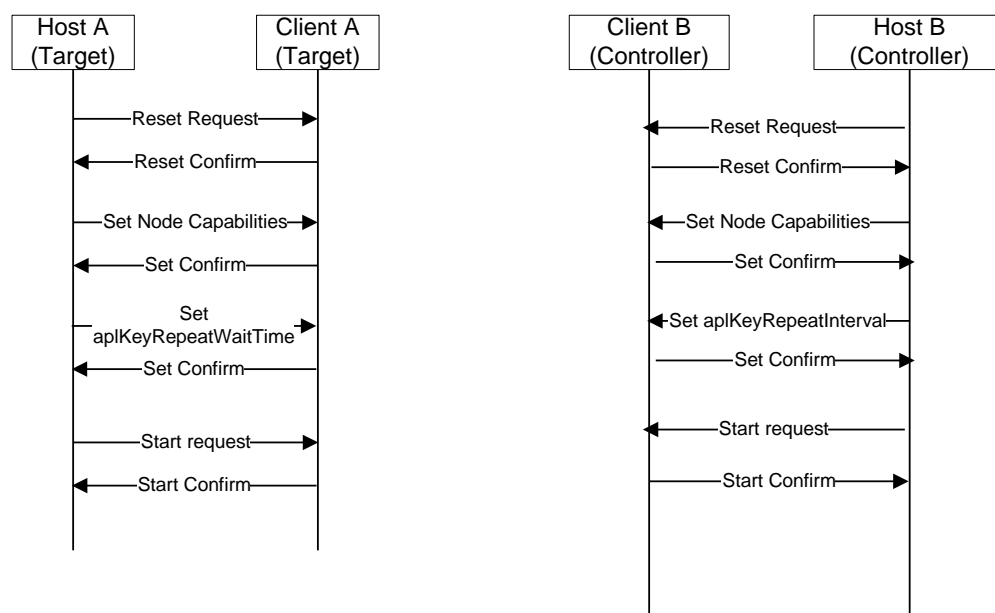 Host A
(Target)
Client A
(Target)
Client B
(Controller)
Host B
(Controller)
Reset Request
Reset Confirm
Set Node Capabilities
Set Confirm
Set
aplKeyRepeatWaitTime
Set Confirm
Start request
Start Confirm
Reset Request
Reset Confirm
Set Node Capabilities
Set Confirm
Set aplKeyRepeatInterval
Set Confirm
Start request
Start Confirm